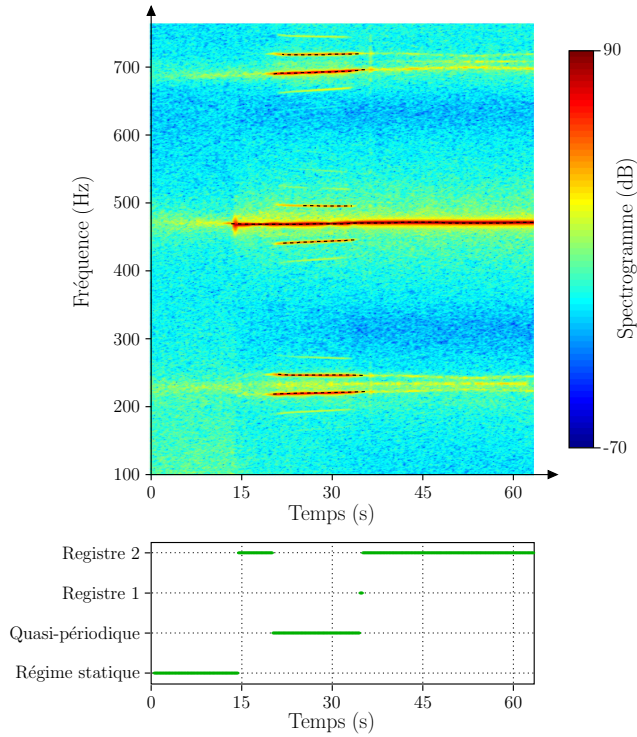 700
600
500
400
300
200
100
Fréquence (Hz)
0 15 30 45 60
Temps (s)
90
-70
Spectrogramme (dB)
Registre 2
Registre 1
Quasi-périodique
Régime statique
0 15 30 45 60
Temps (s)